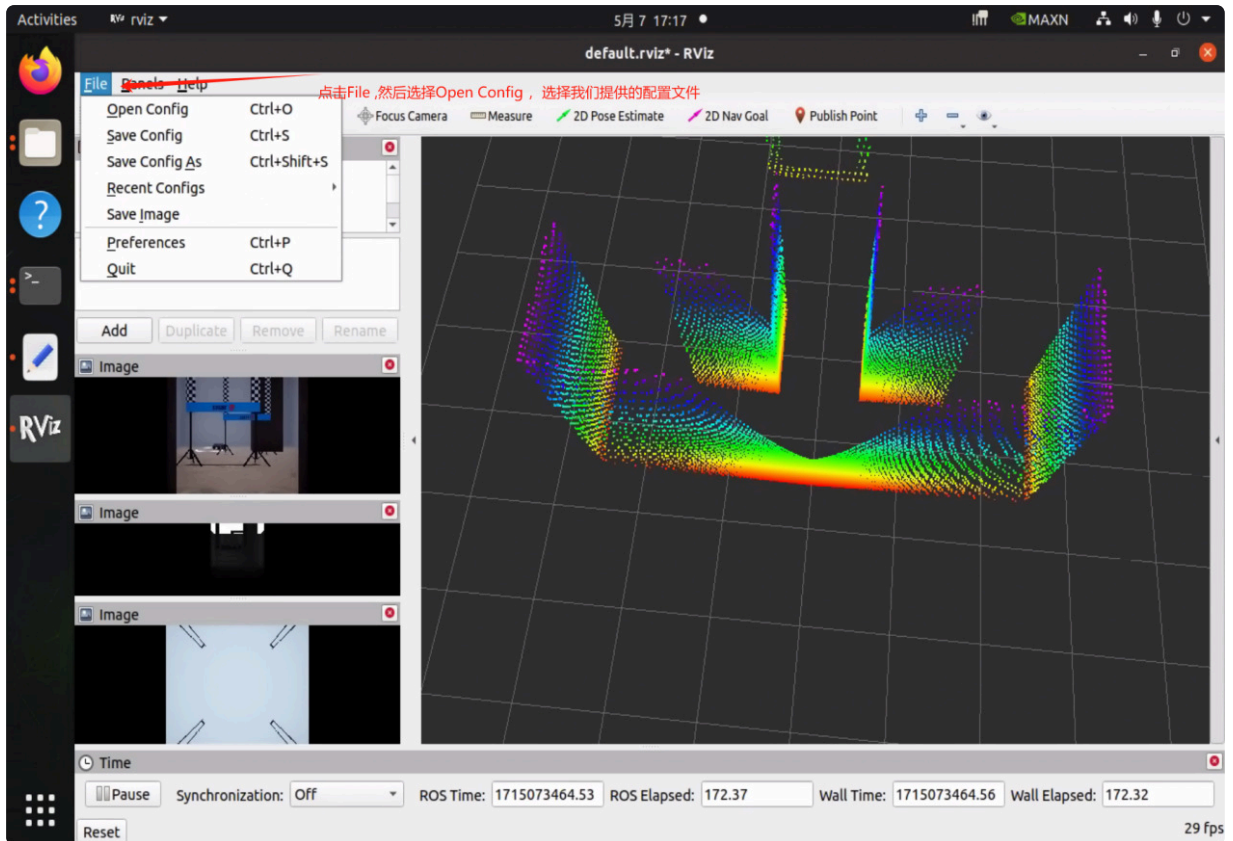 Activities
RViz rviz
5月 7 17:17
MAXN
default.rviz* - RViz
File Panels Help
点击File ,然后选择Open Config ，选择我们提供的配置文件
Open Config Ctrl+O
Save Config Ctrl+S
Save Config As Ctrl+Shift+S
Recent Configs
Save Image
Preferences Ctrl+P
Quit Ctrl+Q
Focus Camera Measure 2D Pose Estimate 2D Nav Goal Publish Point
Add Duplicate Remove Rename
Image
RViz
Image
Image
Time
Pause Synchronization: Off ROS Time: 1715073464.53 ROS Elapsed: 172.37 Wall Time: 1715073464.56 Wall Elapsed: 172.32
Reset 29 fps